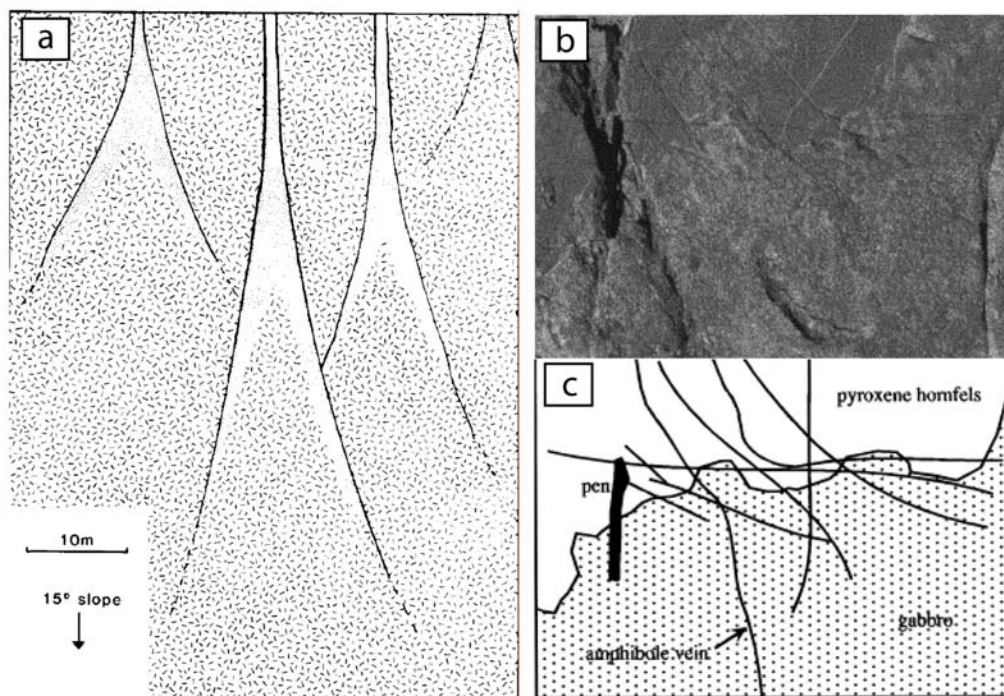 a
10m
15° slope
b
c
pyroxene hornfels
pen
gabbro
amphibole vein